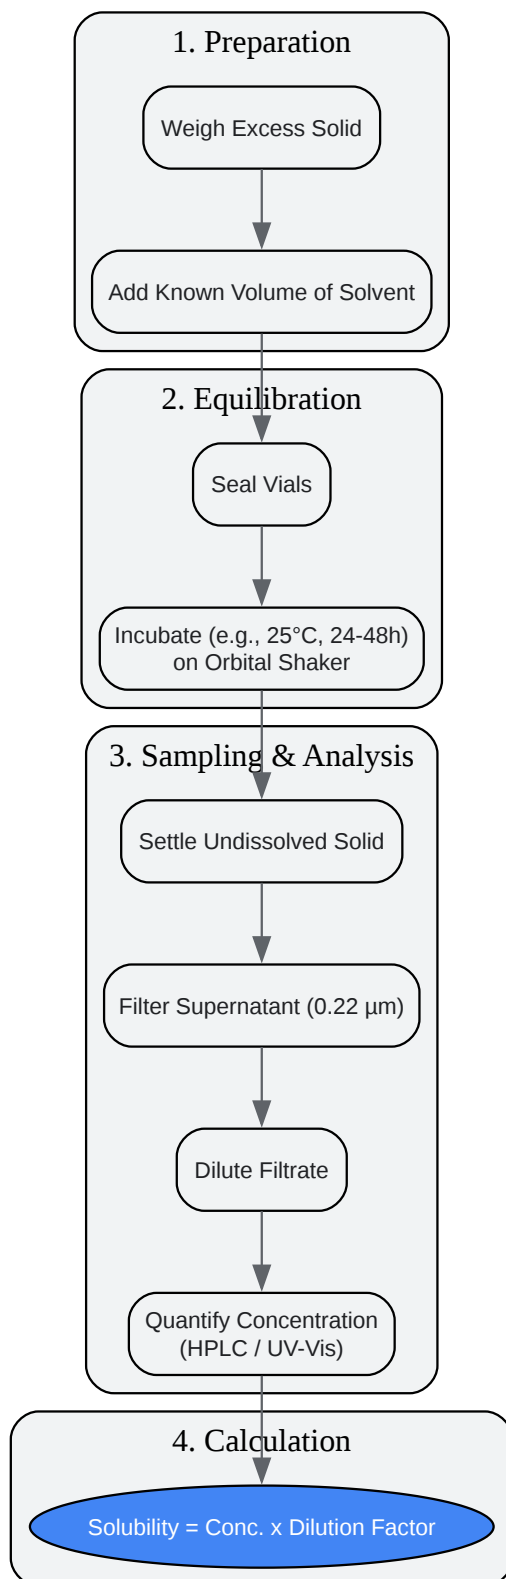 1. Preparation
Weigh Excess Solid
Add Known Volume of Solvent
2. Equilibration
Seal Vials
Incubate (e.g., 25°C, 24-48h)
on Orbital Shaker
3. Sampling & Analysis
Settle Undissolved Solid
Filter Supernatant (0.22 µm)
Dilute Filtrate
Quantify Concentration
(HPLC / UV-Vis)
4. Calculation
Solubility = Conc. x Dilution Factor